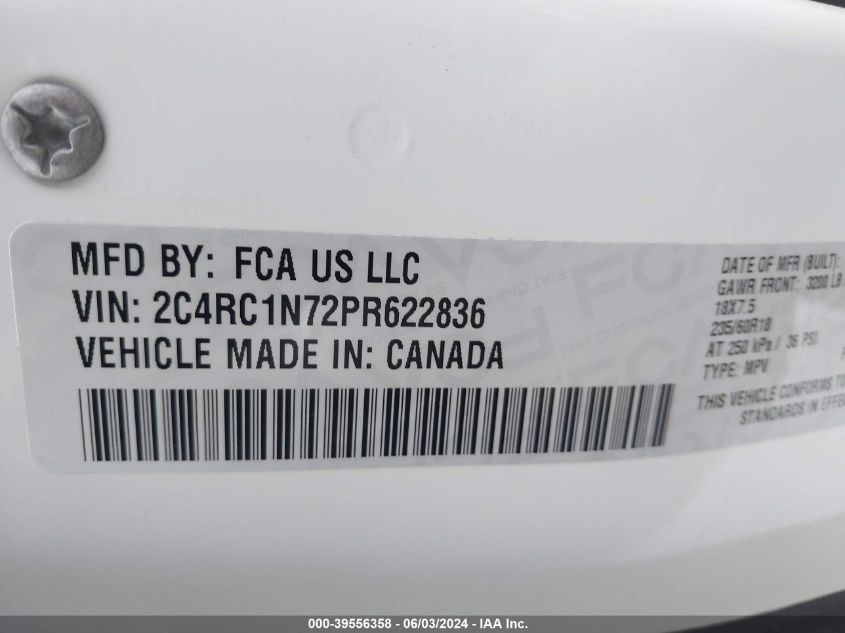 MFD BY: FCA US LLC
VIN: 2C4RC1N72PR622836
VEHICLE MADE IN: CANADA
DATE OF MFR (BUILT):
GAWR FRONT: 3200 LB
18X7.5
235/60R18
AT 250 kPa / 36 PSI
TYPE: MPV
THIS VEHICLE CONFORMS TO
STANDARDS IN EFFE
000-39556358 - 06/03/2024 - IAA Inc.